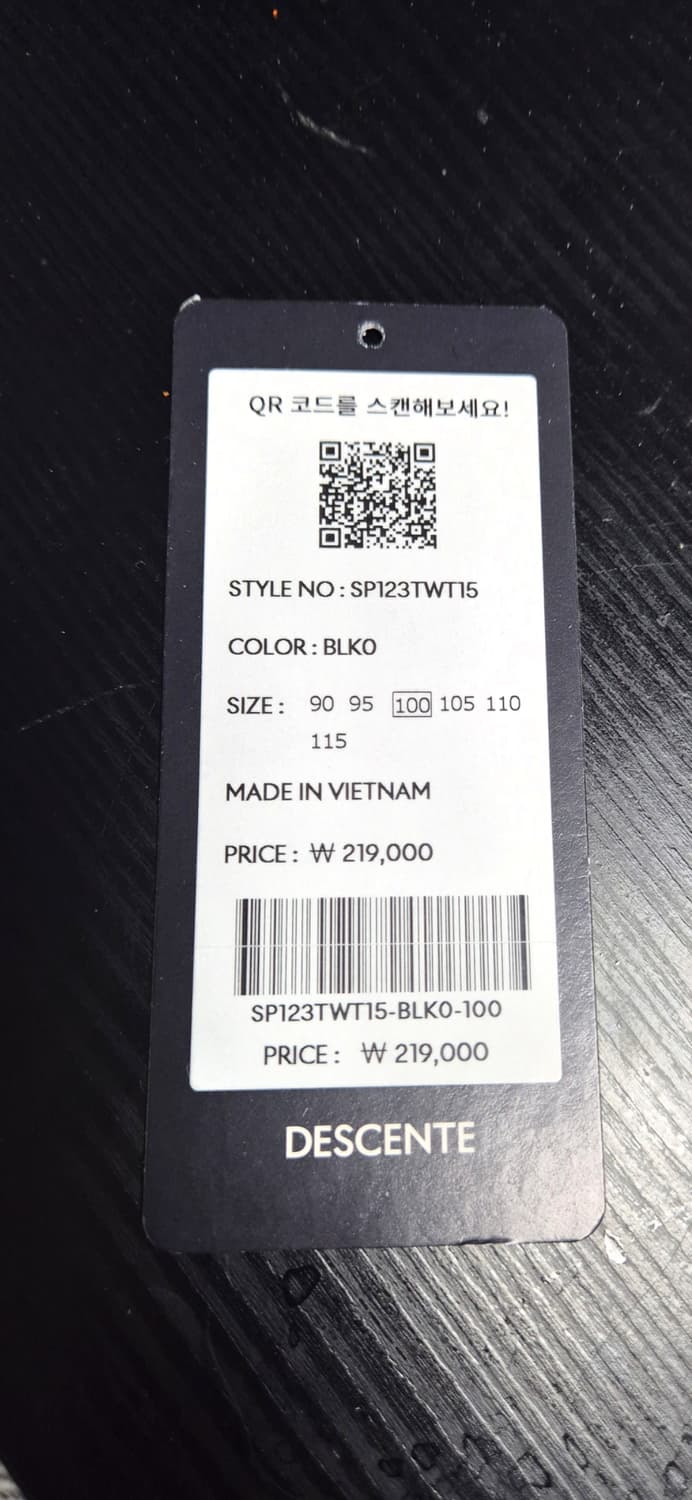 QR 코드를 스캔해보세요!
STYLE NO : SP123TWT15
COLOR : BLK0
SIZE : 90 95 100 105 110
115
MADE IN VIETNAM
PRICE : ₩ 219,000
SP123TWT15-BLK0-100
PRICE : ₩ 219,000
DESCENTE